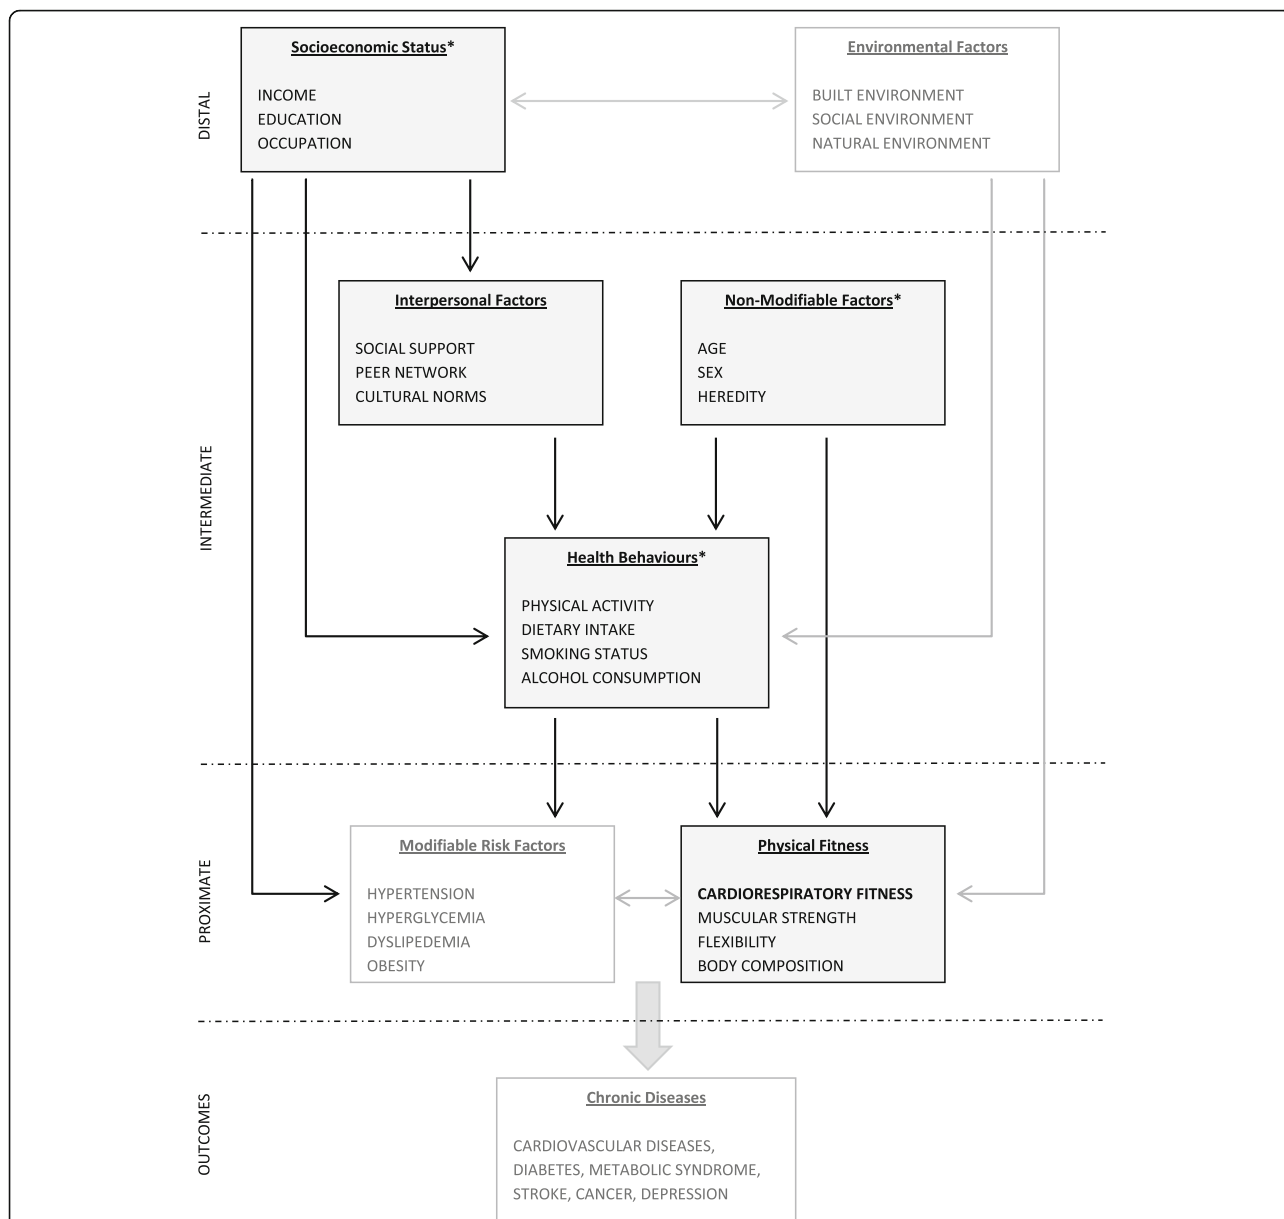 DISTAL
Socioeconomic Status*
INCOME
EDUCATION
OCCUPATION
Environmental Factors
BUILT ENVIRONMENT
SOCIAL ENVIRONMENT
NATURAL ENVIRONMENT
INTERMEDIATE
Interpersonal Factors
SOCIAL SUPPORT
PEER NETWORK
CULTURAL NORMS
Non-Modifiable Factors*
AGE
SEX
HEREDITY
Health Behaviours*
PHYSICAL ACTIVITY
DIETARY INTAKE
SMOKING STATUS
ALCOHOL CONSUMPTION
PROXIMATE
Modifiable Risk Factors
HYPERTENSION
HYPERGLYCEMIA
DYSLIPEDEMIA
OBESITY
Physical Fitness
CARDIORESPIRATORY FITNESS
MUSCULAR STRENGTH
FLEXIBILITY
BODY COMPOSITION
OUTCOMES
Chronic Diseases
CARDIOVASCULAR DISEASES,
DIABETES, METABOLIC SYNDROME,
STROKE, CANCER, DEPRESSION